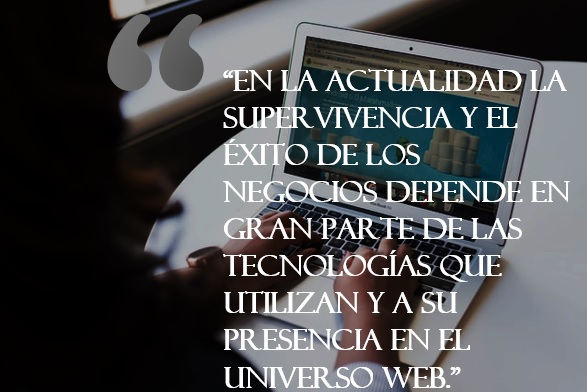 “EN LA ACTUALIDAD LA
SUPERVIVENCIA Y EL
ÉXITO DE LOS
NEGOCIOS DEPENDE EN
GRAN PARTE DE LAS
TECNOLOGÍAS QUE
UTILIZAN Y A SU
PRESENCIA EN EL
UNIVERSO WEB.”